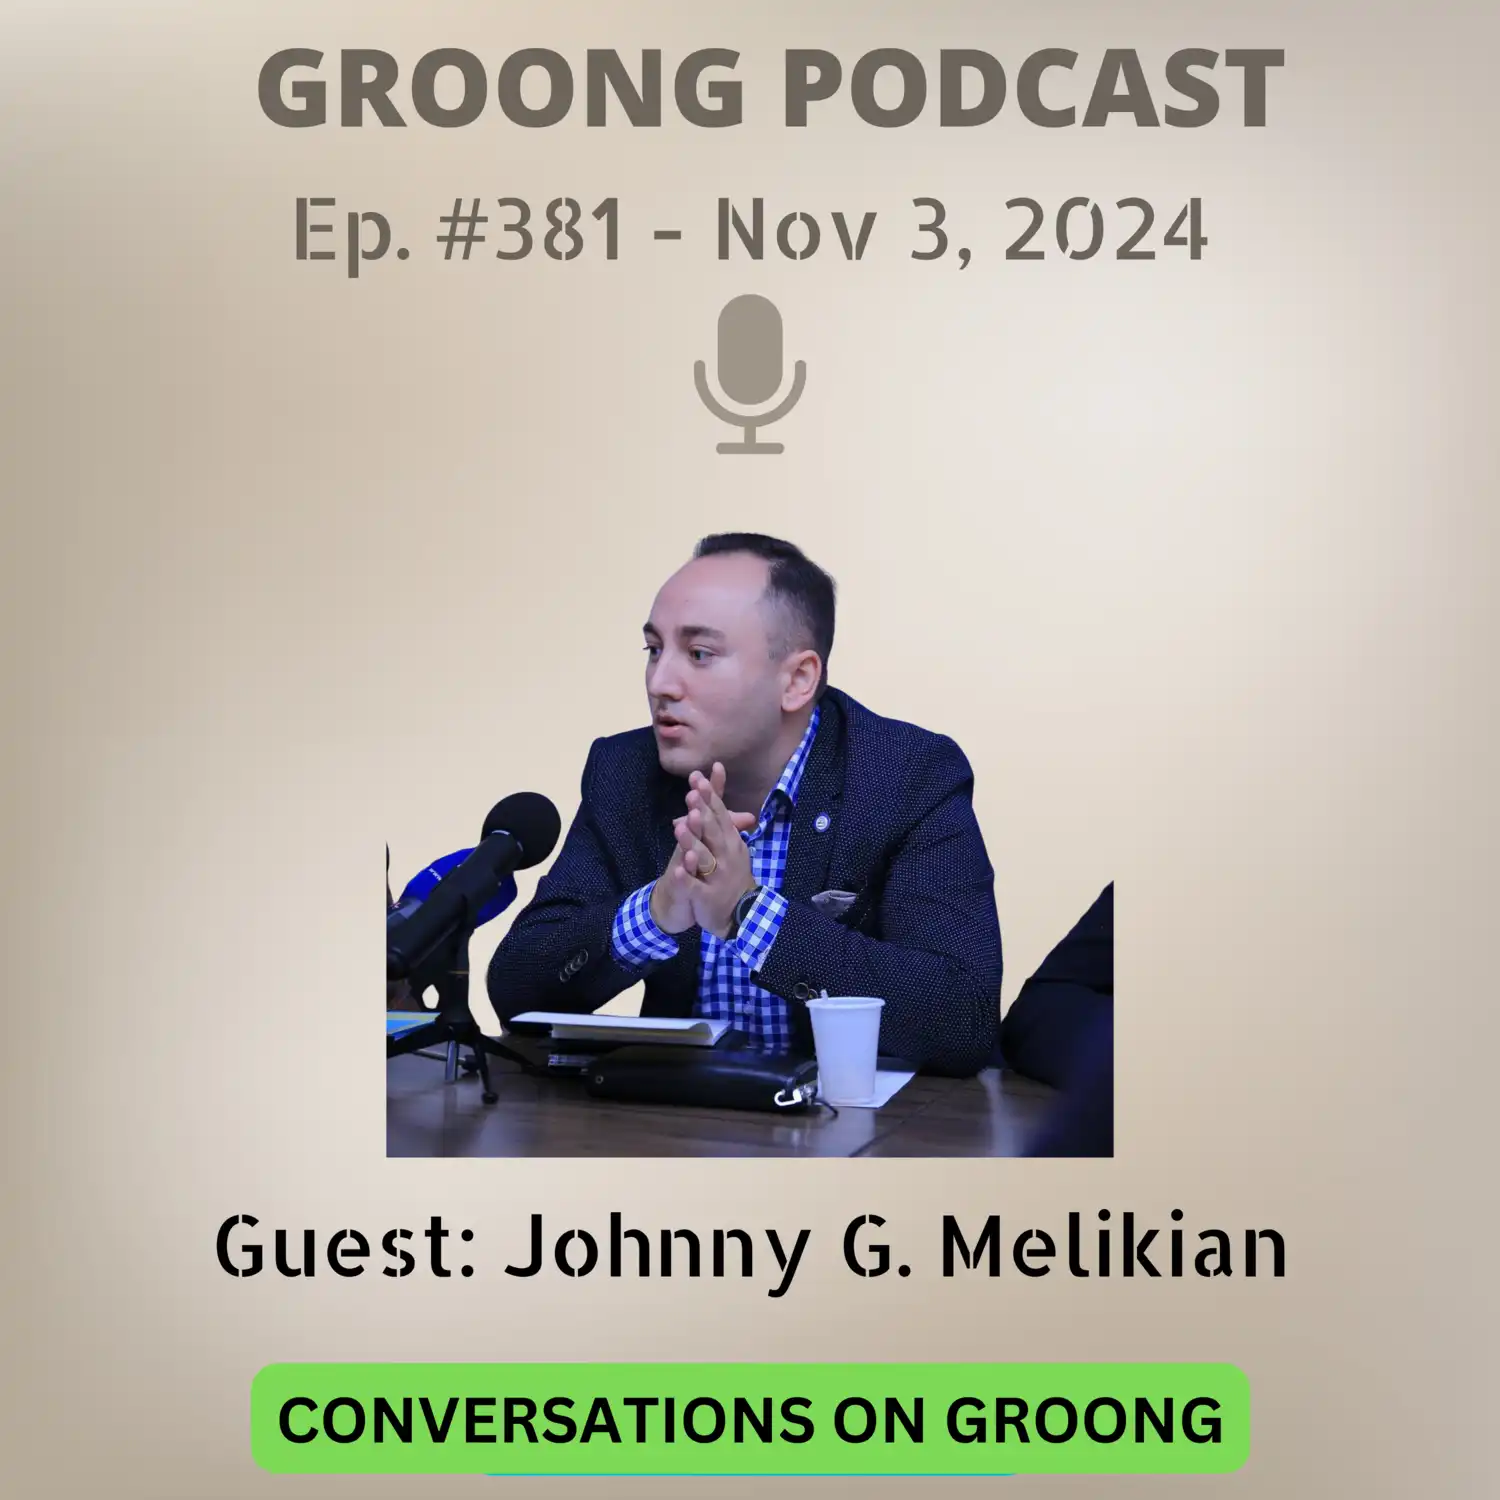 GROONG PODCAST
Ep. #381 - Nov 3, 2024
Guest: Johnny G. Melikian
CONVERSATIONS ON GROONG